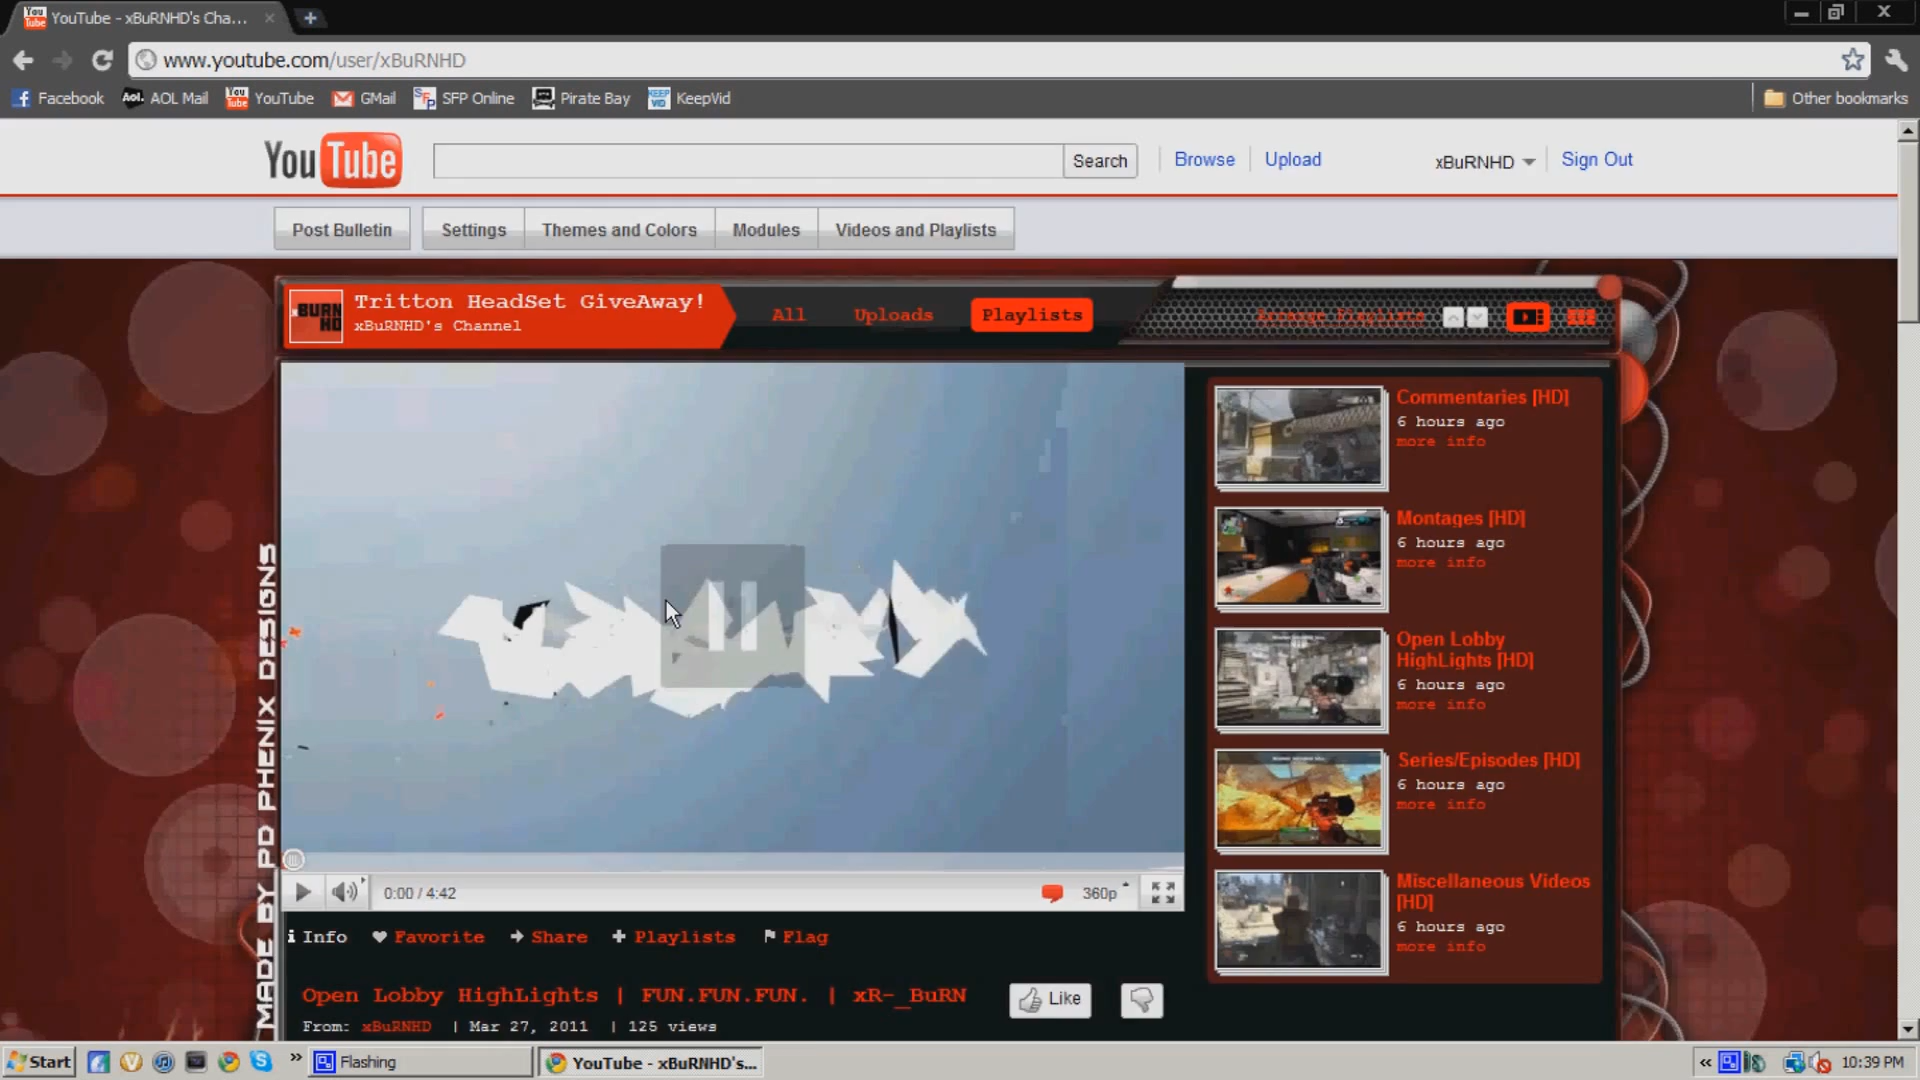 YouTube - xBuRNHD's Cha...
www.youtube.com/user/xBuRNHD
Facebook AOL Mail YouTube GMail SFP Online Pirate Bay KeepVid Other bookmarks
YouTube Search Browse Upload xBuRNHD Sign Out
Post Bulletin Settings Themes and Colors Modules Videos and Playlists
xBURN HD
Tritton HeadSet GiveAway!
xBuRNHD's Channel
All Uploads Playlists Arrange Playlists
Commentaries [HD]
6 hours ago
more info
Montages [HD]
6 hours ago
more info
Open Lobby
HighLights [HD]
6 hours ago
more info
Series/Episodes [HD]
6 hours ago
more info
Miscellaneous Videos
[HD]
6 hours ago
more info
MADE BY PD PHENIX DESIGNS
0:00 / 4:42 360p
Info Favorite Share Playlists Flag
Open Lobby HighLights | FUN.FUN.FUN. | xR-_BuRN
Like
From: xBuRNHD | Mar 27, 2011 | 125 views
Start » Flashing YouTube - xBuRNHD's... « 10:39 PM